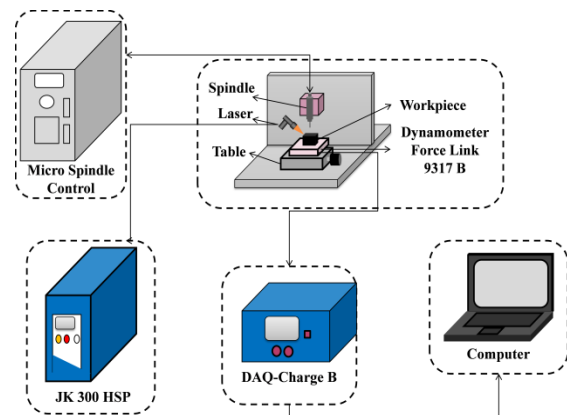 Spindle
Laser
Table
Workpiece
Dynamometer
Force Link
9317 B
Micro Spindle
Control
JK 300 HSP
DAQ-Charge B
Computer